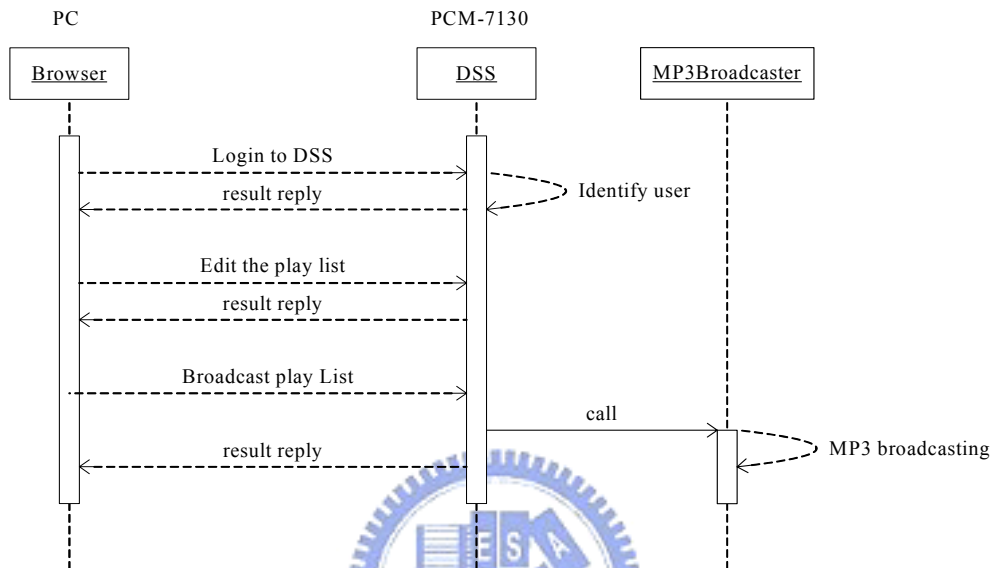 PC
PCM-7130
Browser
DSS
MP3Broadcaster
Login to DSS
Identify user
result reply
Edit the play list
result reply
Broadcast play List
call
MP3 broadcasting
result reply
E S A